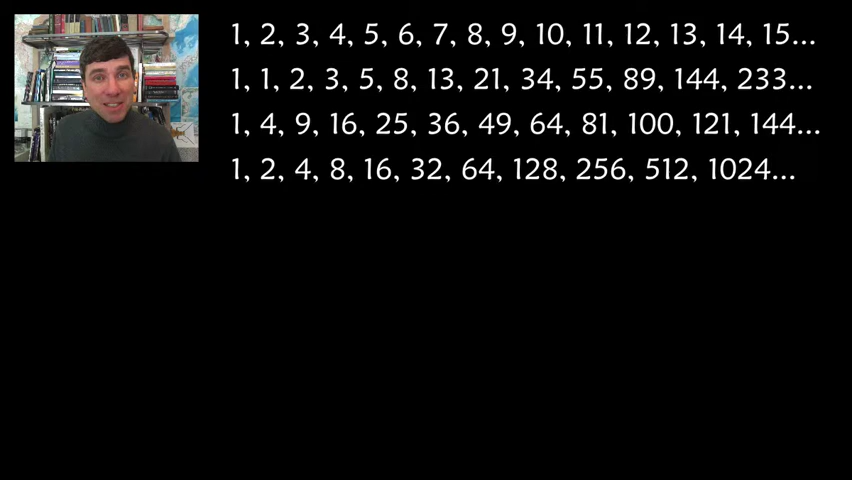 1, 2, 3, 4, 5, 6, 7, 8, 9, 10, 11, 12, 13, 14, 15...
1, 1, 2, 3, 5, 8, 13, 21, 34, 55, 89, 144, 233...
1, 4, 9, 16, 25, 36, 49, 64, 81, 100, 121, 144...
1, 2, 4, 8, 16, 32, 64, 128, 256, 512, 1024...